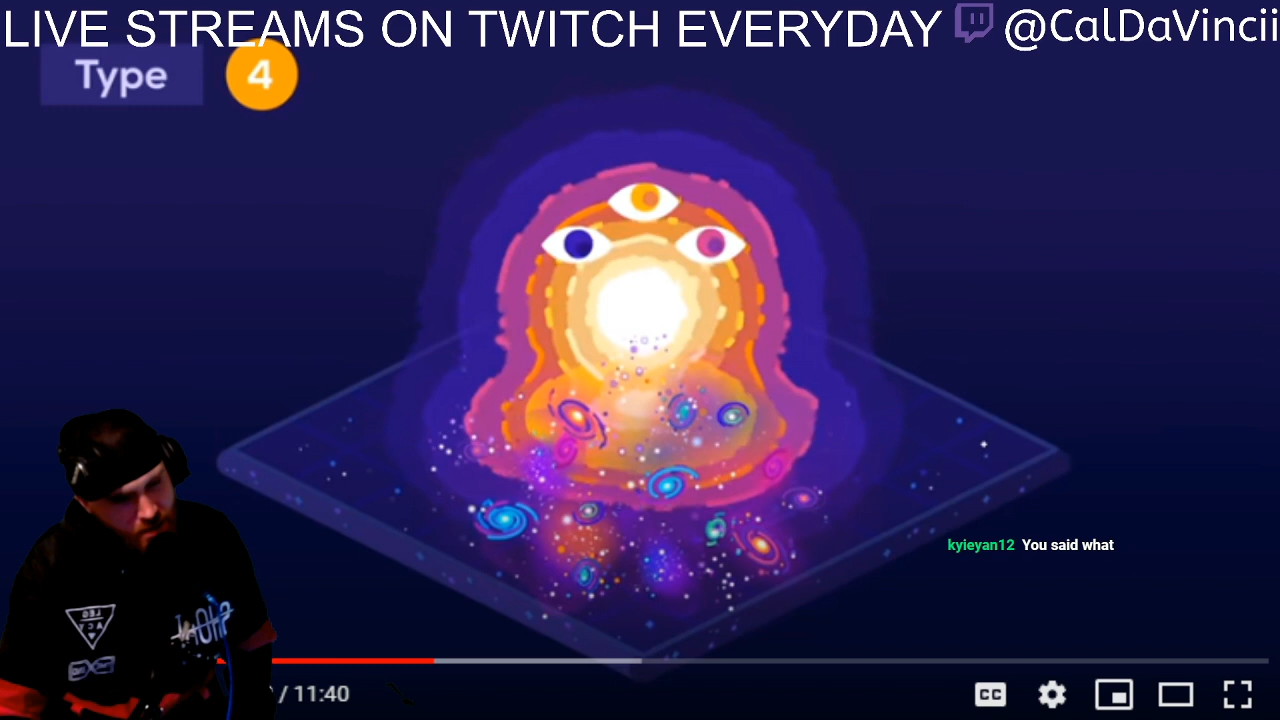 LIVE STREAMS ON TWITCH EVERYDAY @CalDaVincii
Type 4
kyieyan12 You said what
/ 11:40
CC